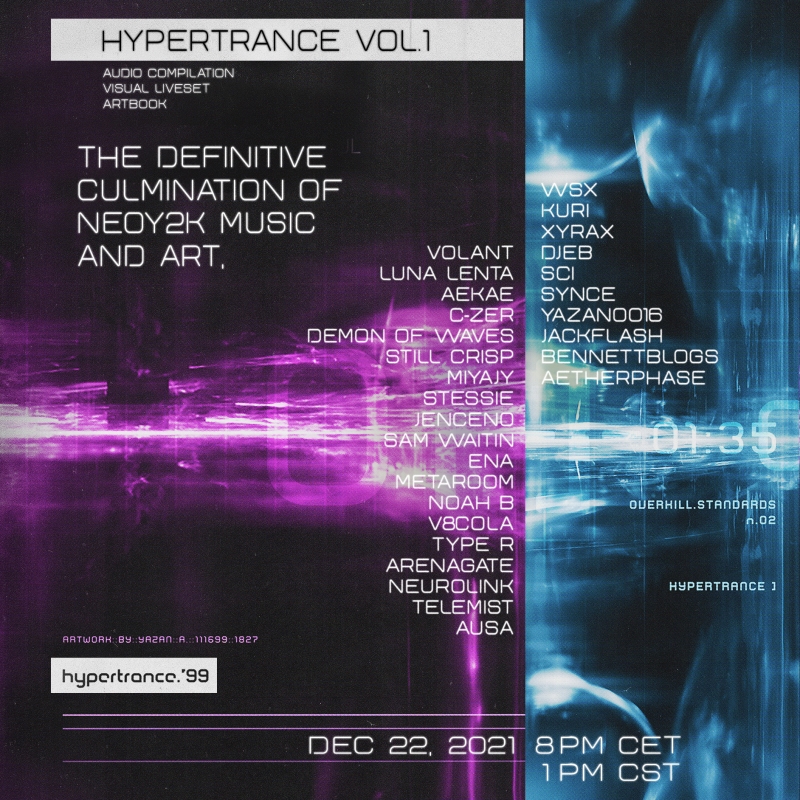 HYPERTRANCE VOL.1
AUDIO COMPILATION
VISUAL LIVESET
ARTBOOK
THE DEFINITIVE
CULMINATION OF
NEOY2K MUSIC
AND ART,
VOLANT
LUNA LENTA
AEKAE
C-ZER
DEMON OF WAVES
STILL CRISP
MIYAJY
STESSIE
JENCENO
SAM WAITIN
ENA
METAROOM
NOAH B
V8COLA
TYPE R
ARENAGATE
NEUROLINK
TELEMIST
AUSA
WSX
KURI
XYRAX
DJEB
SCI
SYNCE
YAZAN0016
JACKFLASH
BENNETTBLOGS
AETHERPHASE
01:35
OVERKILL.STANDARDS
n.02
HYPERTRANCE 1
ARTWORK::BY::YAZAN::A.::111699::1827
hypertrance.'99
DEC 22, 2021 8PM CET
1PM CST